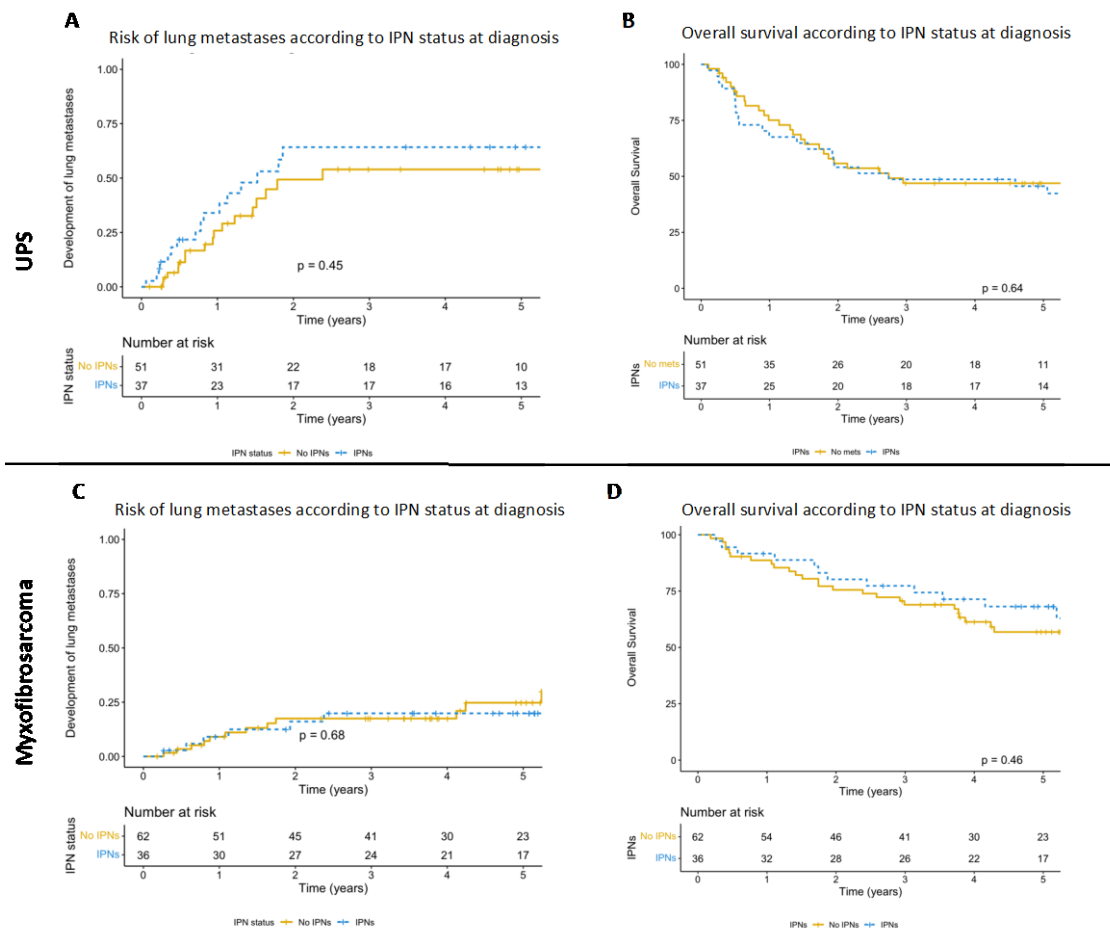 A
Risk of lung metastases according to IPN status at diagnosis
Development of lung metastases
1.00
0.75
0.50
0.25
0.00
p = 0.45
0 1 2 3 4 5
Time (years)
Number at risk
IPN status
No IPNs 51 31 22 18 17 10
IPNs 37 23 17 17 16 13
0 1 2 3 4 5
Time (years)
IPN status No IPNs IPNs
B
Overall survival according to IPN status at diagnosis
Overall Survival
100
75
50
25
0
p = 0.64
0 1 2 3 4 5
Time (years)
Number at risk
IPNs
No mets 51 35 26 20 18 11
IPNs 37 25 20 18 17 14
0 1 2 3 4 5
Time (years)
IPNs No mets IPNs
UPS
C
Risk of lung metastases according to IPN status at diagnosis
Development of lung metastases
1.00
0.75
0.50
0.25
0.00
p = 0.68
0 1 2 3 4 5
Time (years)
Number at risk
IPN status
No IPNs 62 51 45 41 30 23
IPNs 36 30 27 24 21 17
0 1 2 3 4 5
Time (years)
IPN status No IPNs IPNs
D
Overall survival according to IPN status at diagnosis
Overall Survival
100
75
50
25
0
p = 0.46
0 1 2 3 4 5
Time (years)
Number at risk
IPNs
No IPNs 62 54 46 41 30 23
IPNs 36 32 28 26 22 17
0 1 2 3 4 5
Time (years)
IPNs No IPNs IPNs
Myxofibrosarcoma